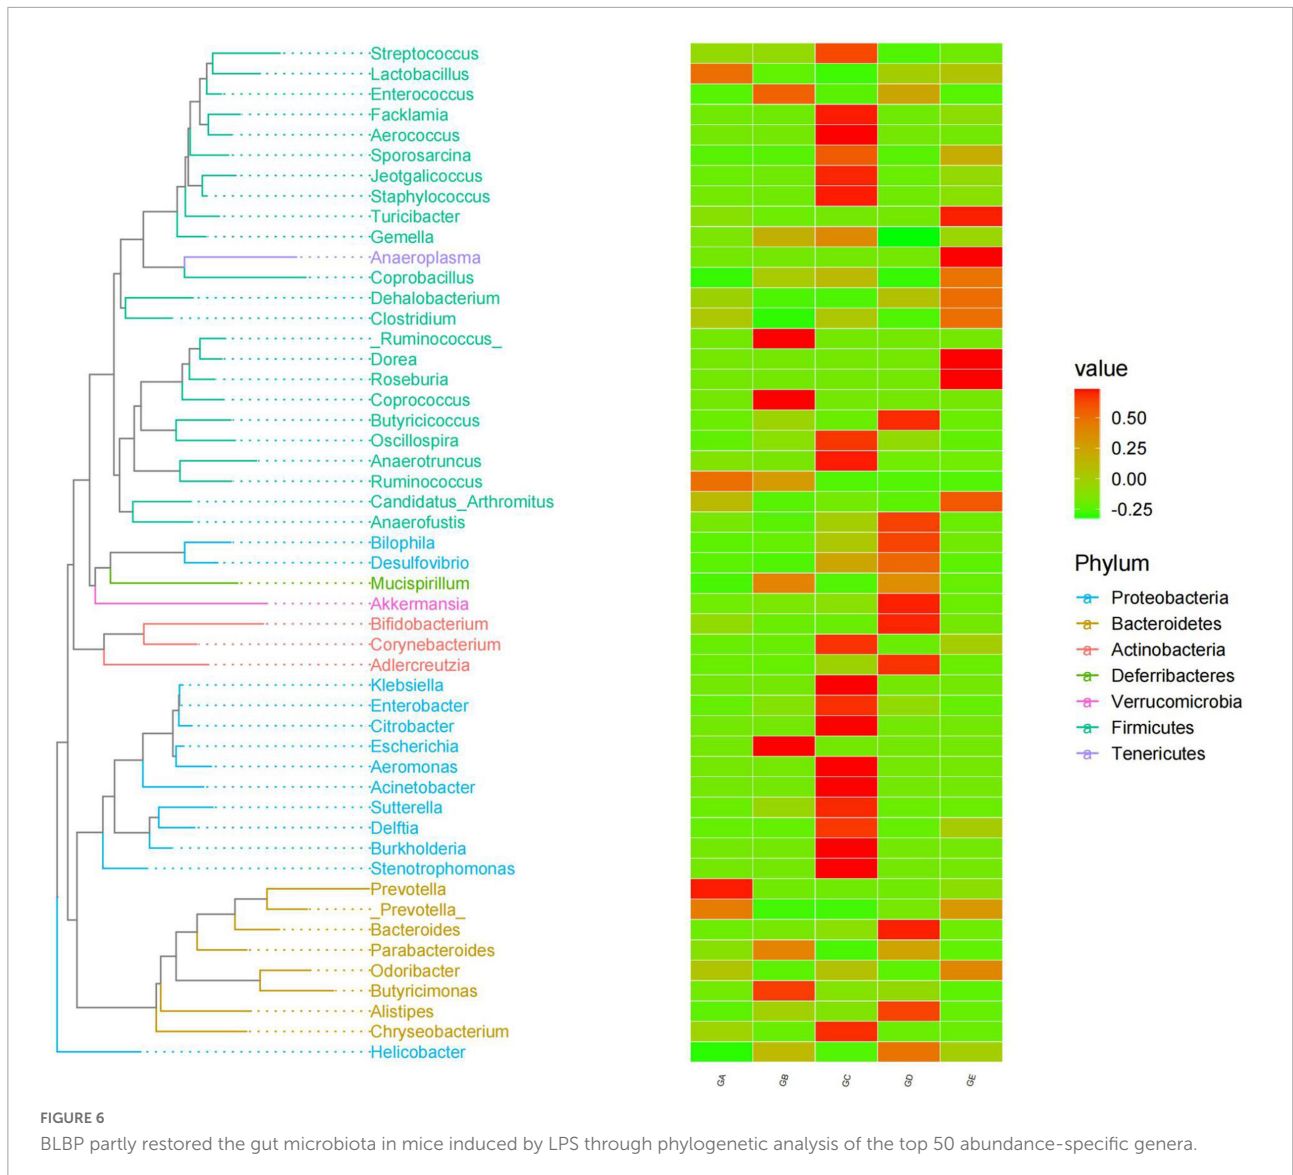 Streptococcus
Lactobacillus
Enterococcus
Facklamia
Aerococcus
Sporosarcina
Jeotgalicoccus
Staphylococcus
Turicibacter
Gemella
Anaeroplasma
Coprobacillus
Dehalobacterium
Clostridium
_Ruminococcus_
Dorea
Roseburia
Coprococcus
Butyricicoccus
Oscillospira
Anaerotruncus
Ruminococcus
Candidatus_Arthromitus
Anaerofustis
Bilophila
Desulfovibrio
Mucispirillum
Akkermansia
Bifidobacterium
Corynebacterium
Adlercreutzia
Klebsiella
Enterobacter
Citrobacter
Escherichia
Aeromonas
Acinetobacter
Sutterella
Delftia
Burkholderia
Stenotrophomonas
Prevotella
_Prevotella_
Bacteroides
Parabacteroides
Odoribacter
Butyricimonas
Alistipes
Chryseobacterium
Helicobacter
GA GB GC GD GE
value
0.50
0.25
0.00
-0.25
Phylum
a Proteobacteria
a Bacteroidetes
a Actinobacteria
a Deferribacteres
a Verrucomicrobia
a Firmicutes
a Tenericutes
FIGURE 6
BLBP partly restored the gut microbiota in mice induced by LPS through phylogenetic analysis of the top 50 abundance-specific genera.